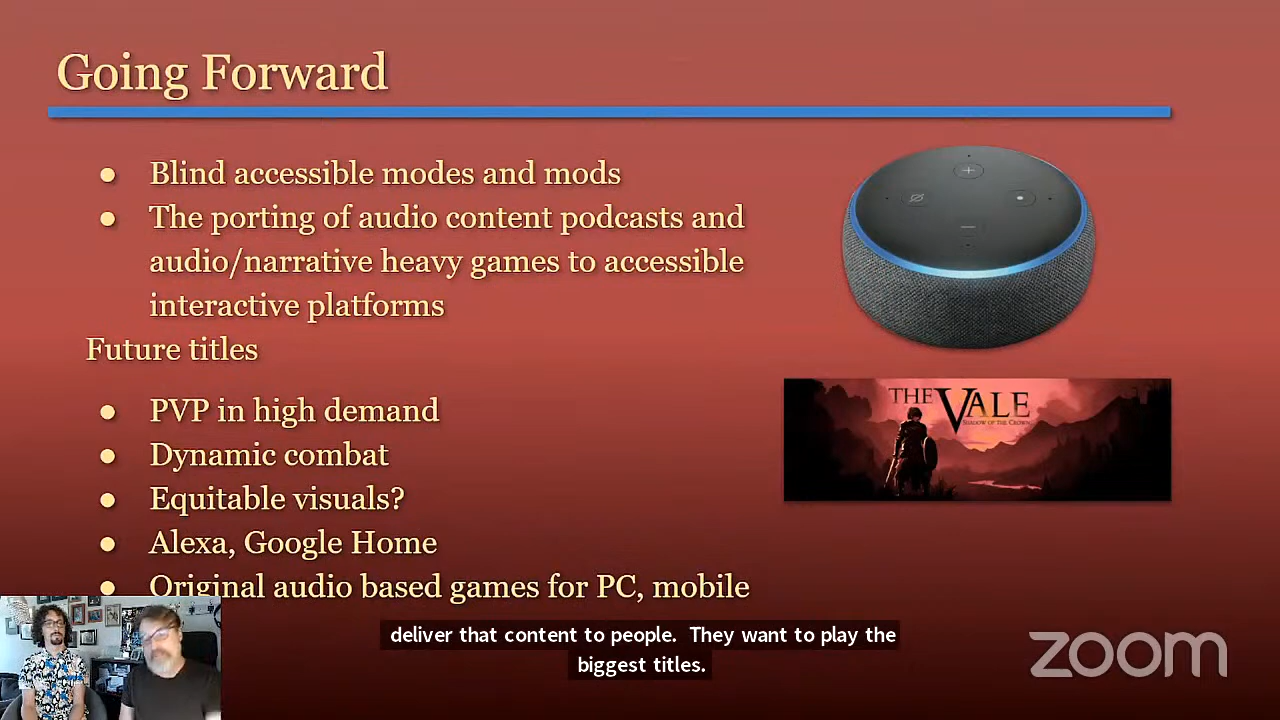 Going Forward
● Blind accessible modes and mods
● The porting of audio content podcasts and
audio/narrative heavy games to accessible
interactive platforms
Future titles
● PVP in high demand
● Dynamic combat
● Equitable visuals?
● Alexa, Google Home
● Original audio based games for PC, mobile
THE VALE
SHADOW OF THE CROWN
deliver that content to people. They want to play the
biggest titles.
zoom